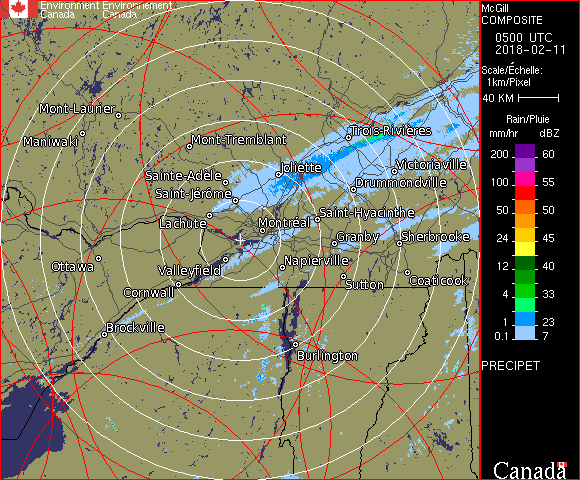 Environment Environnement
Canada Canada
McGill
COMPOSITE
0500 UTC
2018-02-11
Scale/Échelle:
1km/Pixel
40 KM
Rain/Pluie
mm/hr dBZ
200 60
100 55
50 50
24 45
12 40
4 33
1 23
0.1 7
PRECIPET
Canada
Mont-Laurier
Maniwaki
Mont-Tremblant
Trois-Rivières
Sainte-Adèle
Joliette
Victoriaville
Saint-Jérôme
Drummondville
Lachute
Montréal
Saint-Hyacinthe
Granby
Sherbrooke
Ottawa
Valleyfield
Napierville
Cornwall
Sutton
Coaticook
Brockville
Burlington